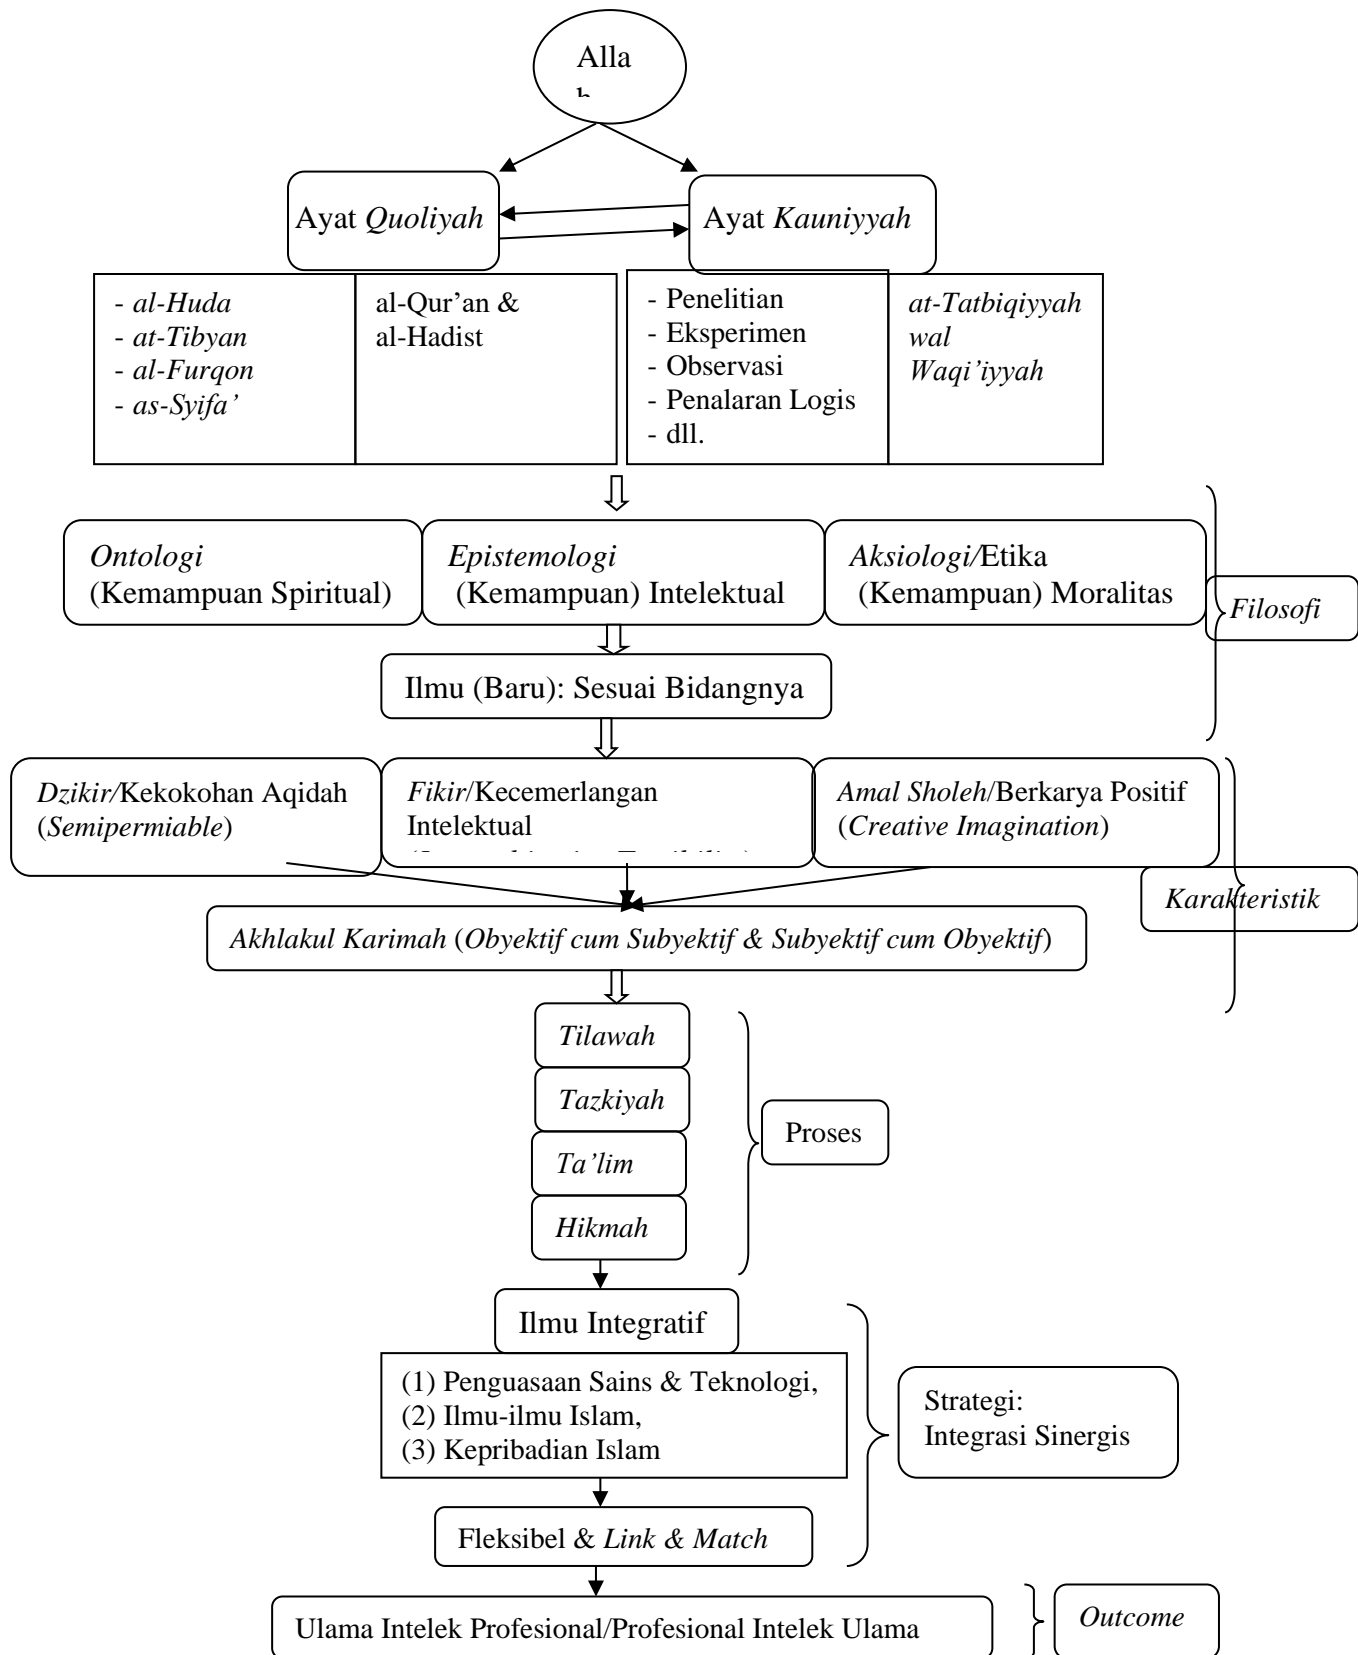 Alla
Ayat Quoliyah
Ayat Kauniyyah
- al-Huda
- at-Tibyan
- al-Furqon
- as-Syifa’
al-Qur’an &
al-Hadist
- Penelitian
- Eksperimen
- Observasi
- Penalaran Logis
- dll.
at-Tatbiqiyyah
wal
Waqi’iyyah
Ontologi
(Kemampuan Spiritual)
Epistemologi
(Kemampuan) Intelektual
Aksiologi/Etika
(Kemampuan) Moralitas
Filosofi
Ilmu (Baru): Sesuai Bidangnya
Dzikir/Kekokohan Aqidah
(Semipermiable)
Fikir/Kecemerlangan
Intelektual
Amal Sholeh/Berkarya Positif
(Creative Imagination)
Karakteristik
Akhlakul Karimah (Obyektif cum Subyektif & Subyektif cum Obyektif)
Tilawah
Tazkiyah
Ta’lim
Hikmah
Proses
Ilmu Integratif
(1) Penguasaan Sains & Teknologi,
(2) Ilmu-ilmu Islam,
(3) Kepribadian Islam
Strategi:
Integrasi Sinergis
Fleksibel & Link & Match
Ulama Intelek Profesional/Profesional Intelek Ulama
Outcome